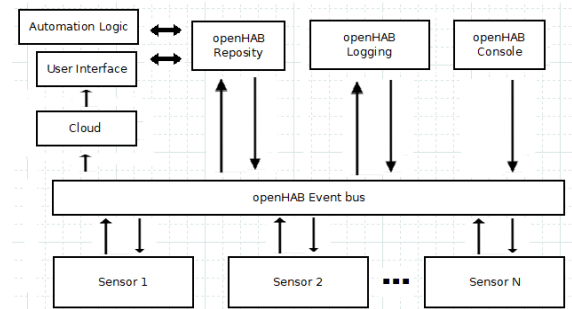 Automation Logic
User Interface
Cloud
openHAB
Reposity
openHAB
Logging
openHAB
Console
openHAB Event bus
Sensor 1
Sensor 2
Sensor N